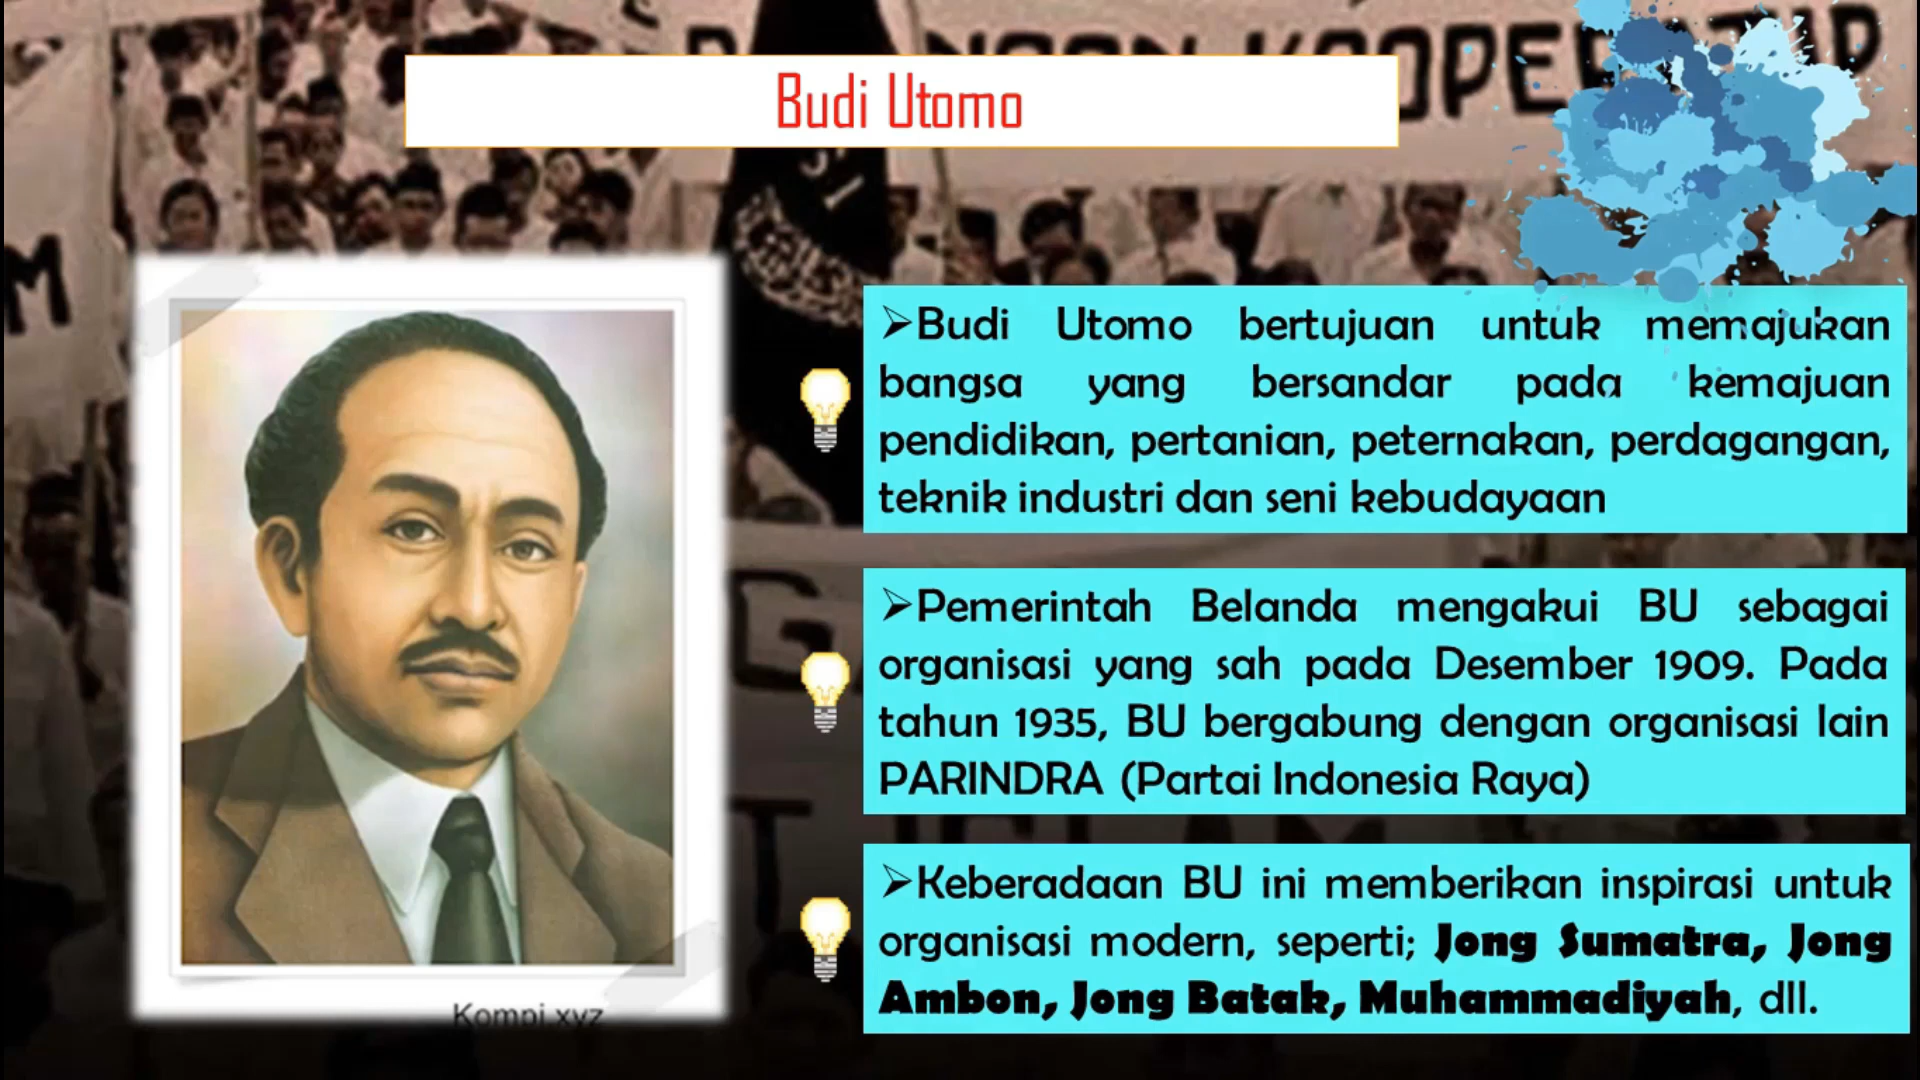 Budi Utomo
➢Budi Utomo bertujuan untuk memajukan
bangsa yang bersandar pada kemajuan
pendidikan, pertanian, peternakan, perdagangan,
teknik industri dan seni kebudayaan
➢Pemerintah Belanda mengakui BU sebagai
organisasi yang sah pada Desember 1909. Pada
tahun 1935, BU bergabung dengan organisasi lain
PARINDRA (Partai Indonesia Raya)
➢Keberadaan BU ini memberikan inspirasi untuk
organisasi modern, seperti; Jong Sumatra, Jong
Ambon, Jong Batak, Muhammadiyah, dll.
Kompi.xyz